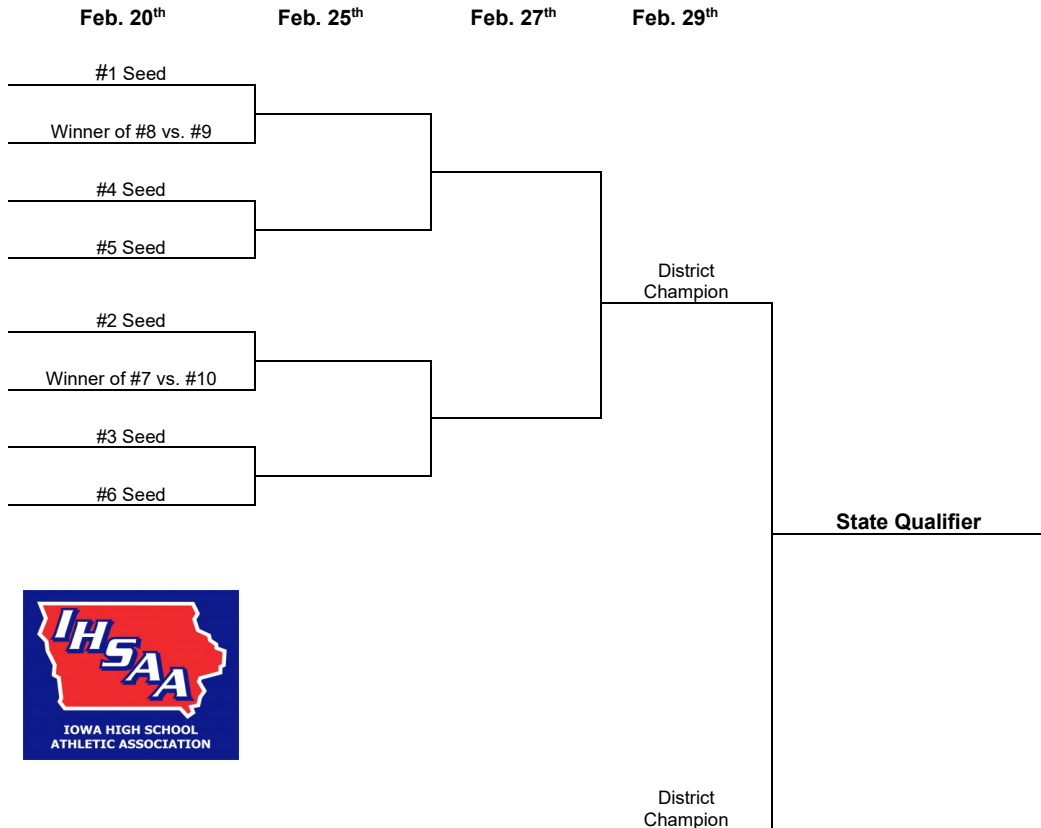 Feb. 20th Feb. 25th Feb. 27th Feb. 29th
#1 Seed
Winner of #8 vs. #9
#4 Seed
#5 Seed
District
Champion
#2 Seed
Winner of #7 vs. #10
#3 Seed
#6 Seed
State Qualifier
IHSAA
IOWA HIGH SCHOOL
ATHLETIC ASSOCIATION
District
Champion